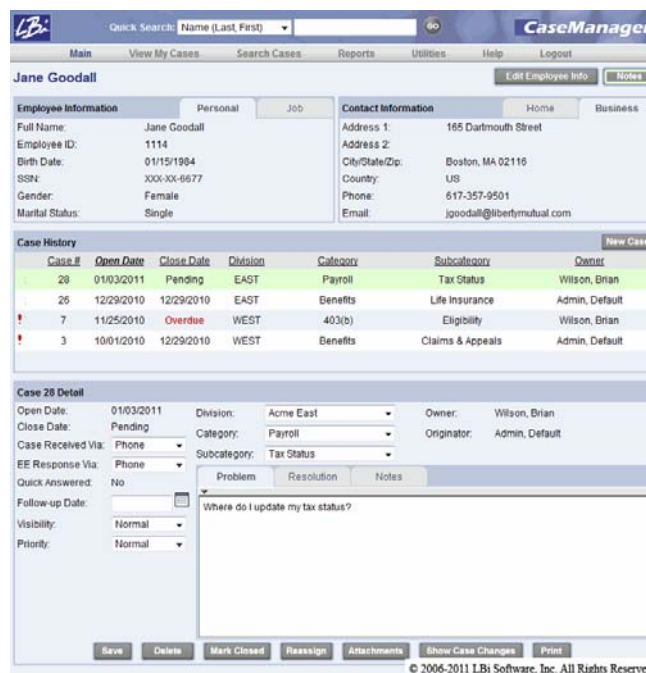 LBi Quick Search: Name (Last, First) GO CaseManager
Main View My Cases Search Cases Reports Utilities Help Logout
Jane Goodall Edit Employee Info Notes
Employee Information Personal Job
Full Name: Jane Goodall
Employee ID: 1114
Birth Date: 01/15/1984
SSN: XXX-XX-6677
Gender: Female
Marital Status: Single
Contact Information Home Business
Address 1: 165 Dartmouth Street
Address 2:
City/State/Zip: Boston, MA 02116
Country: US
Phone: 617-357-9501
Email: jgoodall@libertymutual.com
Case History New Case
Case # Open Date Close Date Division Category Subcategory Owner
28 01/03/2011 Pending EAST Payroll Tax Status Wilson, Brian
26 12/29/2010 12/29/2010 EAST Benefits Life Insurance Admin, Default
! 7 11/25/2010 Overdue WEST 403(b) Eligibility Wilson, Brian
! 3 10/01/2010 12/29/2010 WEST Benefits Claims & Appeals Admin, Default
Case 28 Detail
Open Date: 01/03/2011
Close Date: Pending
Case Received Via: Phone
EE Response Via: Phone
Quick Answered: No
Follow-up Date:
Visibility: Normal
Priority: Normal
Division: Acme East
Category: Payroll
Subcategory: Tax Status
Owner: Wilson, Brian
Originator: Admin, Default
Problem Resolution Notes
Where do I update my tax status?
Save Delete Mark Closed Reassign Attachments Show Case Changes Print
© 2006-2011 LBi Software, Inc. All Rights Reserve